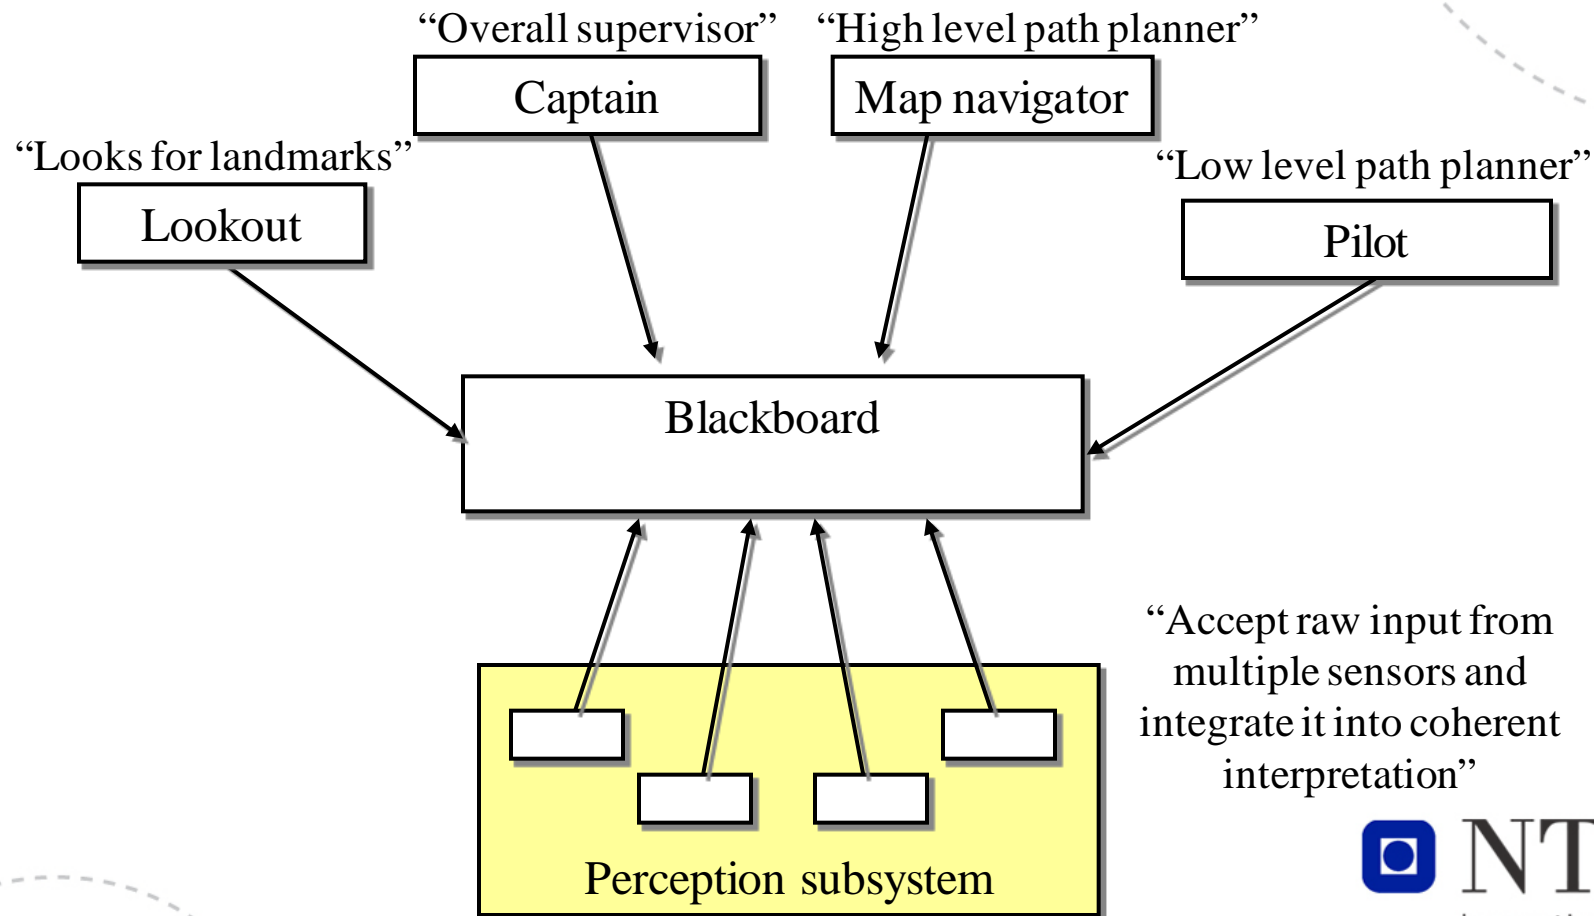 “Overall supervisor”
“High level path planner”
Captain
Map navigator
“Looks for landmarks”
“Low level path planner”
Lookout
Pilot
Blackboard
“Accept raw input from
multiple sensors and
integrate it into coherent
interpretation”
Perception subsystem
NT